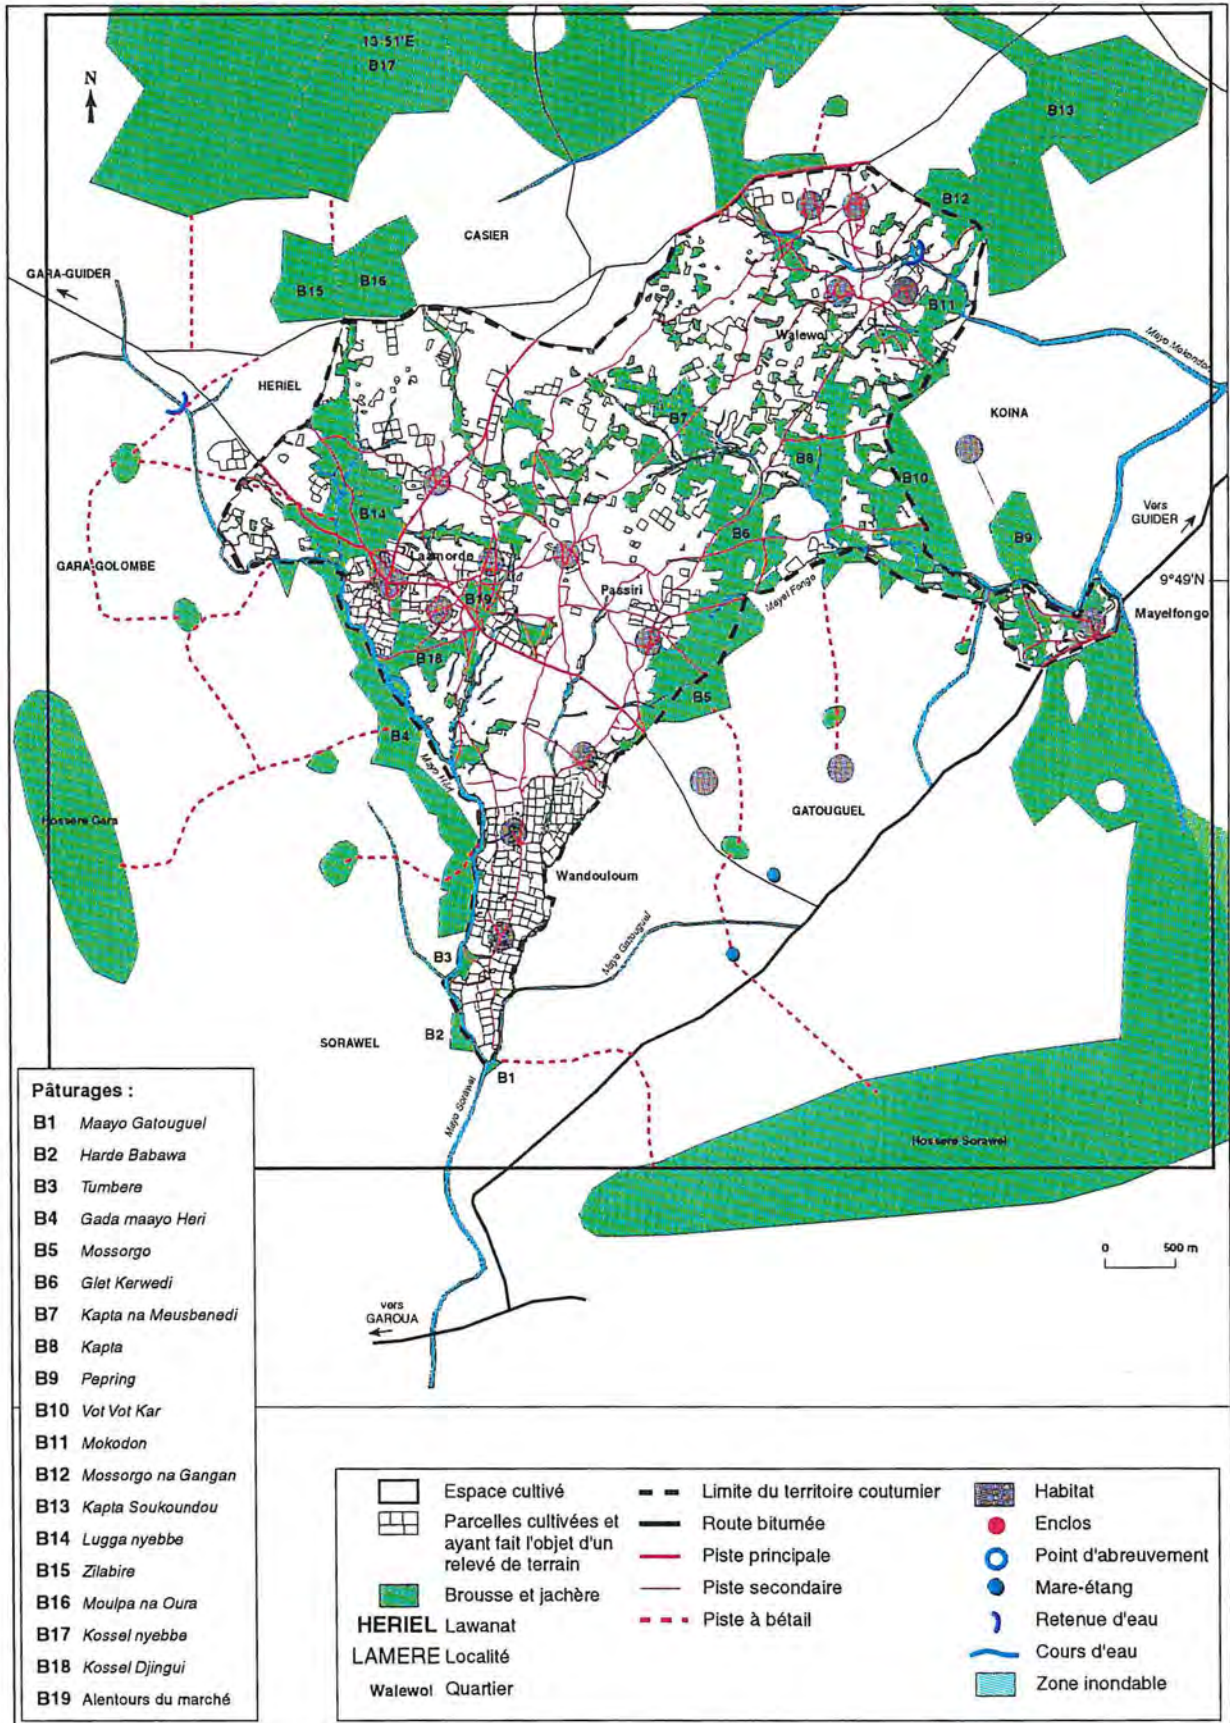 13°51'E
B17
N
B13
B12
CASIER
GARA-GUIDER
B15
B16
B11
Walewol
Mayo Mokondon
HERIEL
KOINA
B7
B8
B10
B14
Vers
GUIDER
B6
B9
Lamorde
GARA-GOLOMBE
9°49'N
Passiri
Mayel Fongo
B19
Mayelfongo
B18
B5
B4
Mayo Héri
GATOUGUEL
Hossere Gara
Wandouloum
Mayo Gatouguel
B3
B2
SORAWEL
B1
Mayo Sorawel
Hossere Sorawel
0 500 m
vers
GAROUA
Pâturages :
B1 Maayo Gatouguel
B2 Harde Babawa
B3 Tumbere
B4 Gada maayo Heri
B5 Mossorgo
B6 Glet Kerwedi
B7 Kapta na Meusbenedi
B8 Kapta
B9 Pepring
B10 Vot Vot Kar
B11 Mokodon
B12 Mossorgo na Gangan
B13 Kapta Soukoundou
B14 Lugga nyebbe
B15 Zilabire
B16 Moulpa na Oura
B17 Kossel nyebbe
B18 Kossel Djingui
B19 Alentours du marché
Espace cultivé
Parcelles cultivées et
ayant fait l'objet d'un
relevé de terrain
Brousse et jachère
HERIEL Lawanat
LAMERE Localité
Walewol Quartier
Limite du territoire coutumier
Route bitumée
Piste principale
Piste secondaire
Piste à bétail
Habitat
Enclos
Point d'abreuvement
Mare-étang
Retenue d'eau
Cours d'eau
Zone inondable